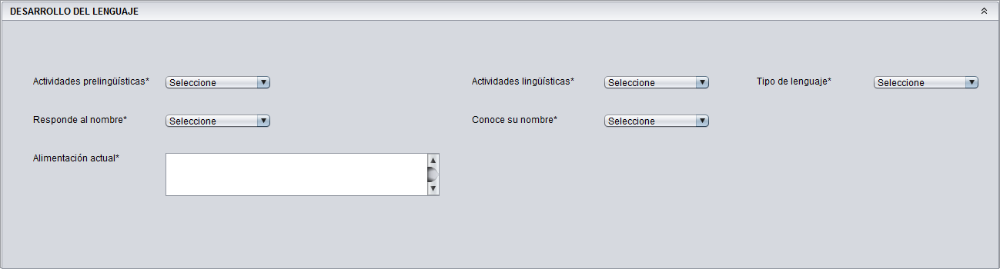 DESARROLLO DEL LENGUAJE
Actividades prelingüísticas* Seleccione Actividades lingüísticas* Seleccione Tipo de lenguaje* Seleccione
Responde al nombre* Seleccione Conoce su nombre* Seleccione
Alimentación actual*